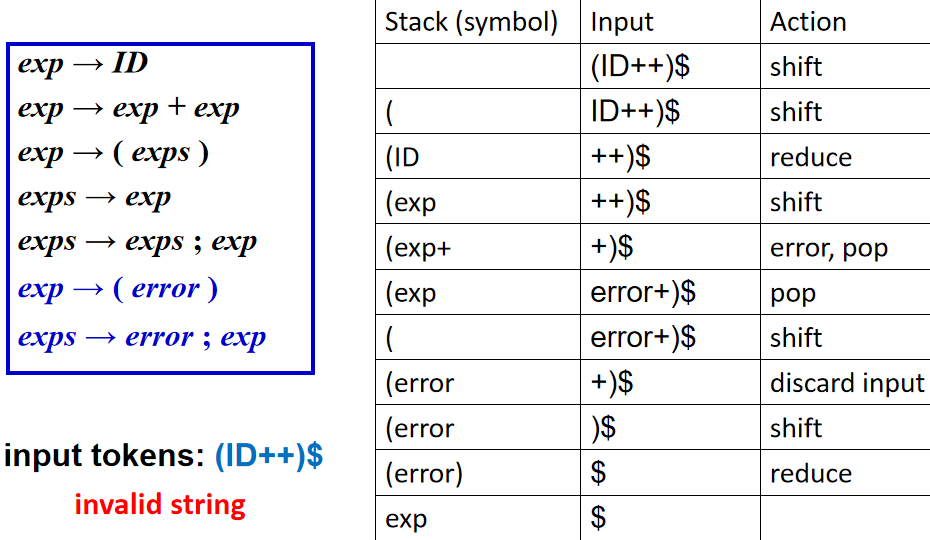 exp → ID
exp → exp + exp
exp → ( exps )
exps → exp
exps → exps ; exp
exp → ( error )
exps → error ; exp
input tokens: (ID++)$
invalid string
Stack (symbol) Input Action
(ID++)$ shift
( ID++)$ shift
(ID ++)$ reduce
(exp ++)$ shift
(exp+ +)$ error, pop
(exp error+)$ pop
( error+)$ shift
(error +)$ discard input
(error )$ shift
(error) $ reduce
exp $